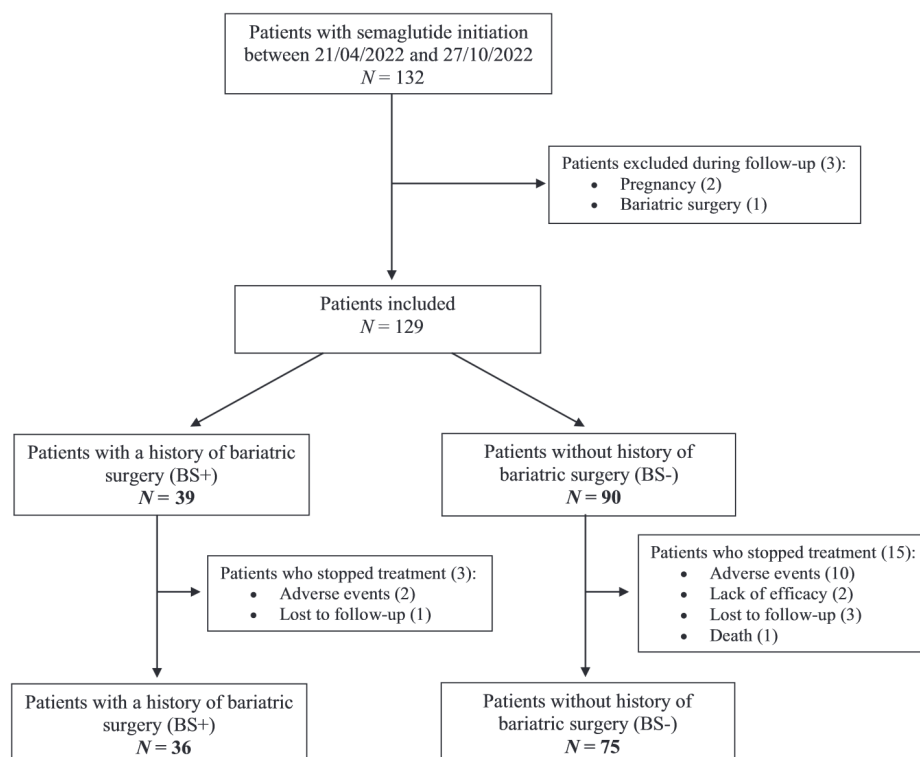 Patients with semaglutide initiation
between 21/04/2022 and 27/10/2022
N = 132
Patients excluded during follow-up (3):
• Pregnancy (2)
• Bariatric surgery (1)
Patients included
N = 129
Patients with a history of bariatric
surgery (BS+)
N = 39
Patients without history of
bariatric surgery (BS-)
N = 90
Patients who stopped treatment (3):
• Adverse events (2)
• Lost to follow-up (1)
Patients who stopped treatment (15):
• Adverse events (10)
• Lack of efficacy (2)
• Lost to follow-up (3)
• Death (1)
Patients with a history of bariatric
surgery (BS+)
N = 36
Patients without history of
bariatric surgery (BS-)
N = 75